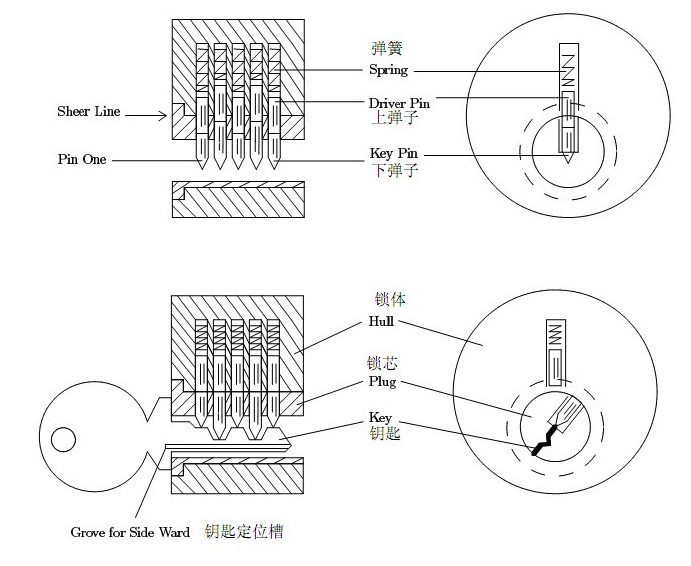 弹簧
Spring
Sheer Line
Driver Pin
上弹子
Pin One
Key Pin
下弹子
锁体
Hull
锁芯
Plug
Key
钥匙
Grove for Side Ward 钥匙定位槽